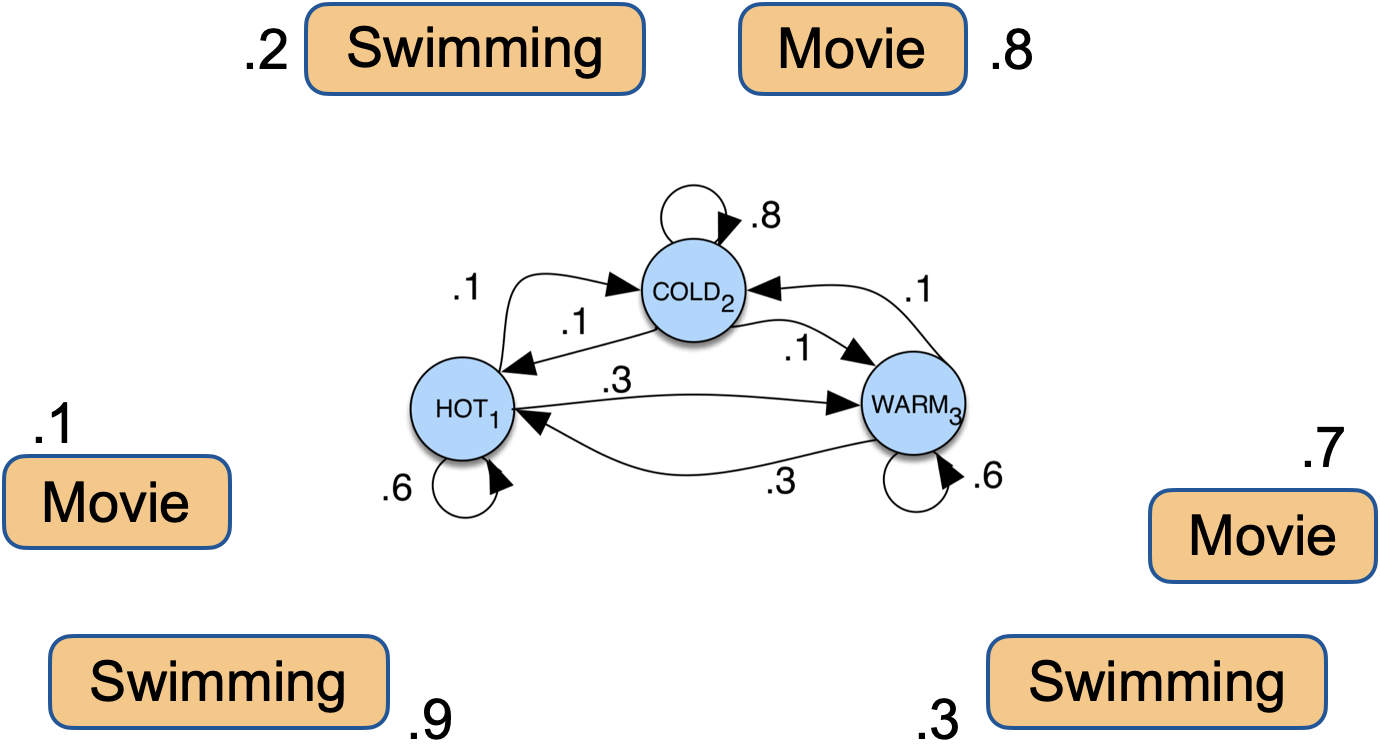 .2 Swimming
Movie .8
.8
COLD2
.1
.1
.1
.1
.3
HOT1
WARM3
.1
Movie
.6
.3
.6
.7
Movie
Swimming
.9
Swimming
.3